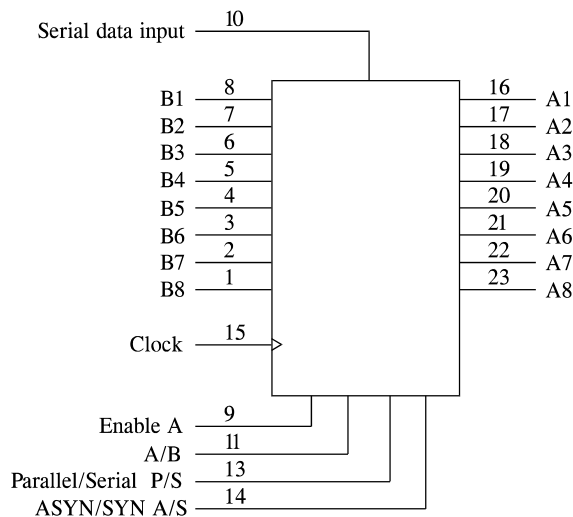 Serial data input 10
B1 8 16 A1
B2 7 17 A2
B3 6 18 A3
B4 5 19 A4
B5 4 20 A5
B6 3 21 A6
B7 2 22 A7
B8 1 23 A8
Clock 15
Enable A 9
A/B 11
Parallel/Serial P/S 13
ASYN/SYN A/S 14